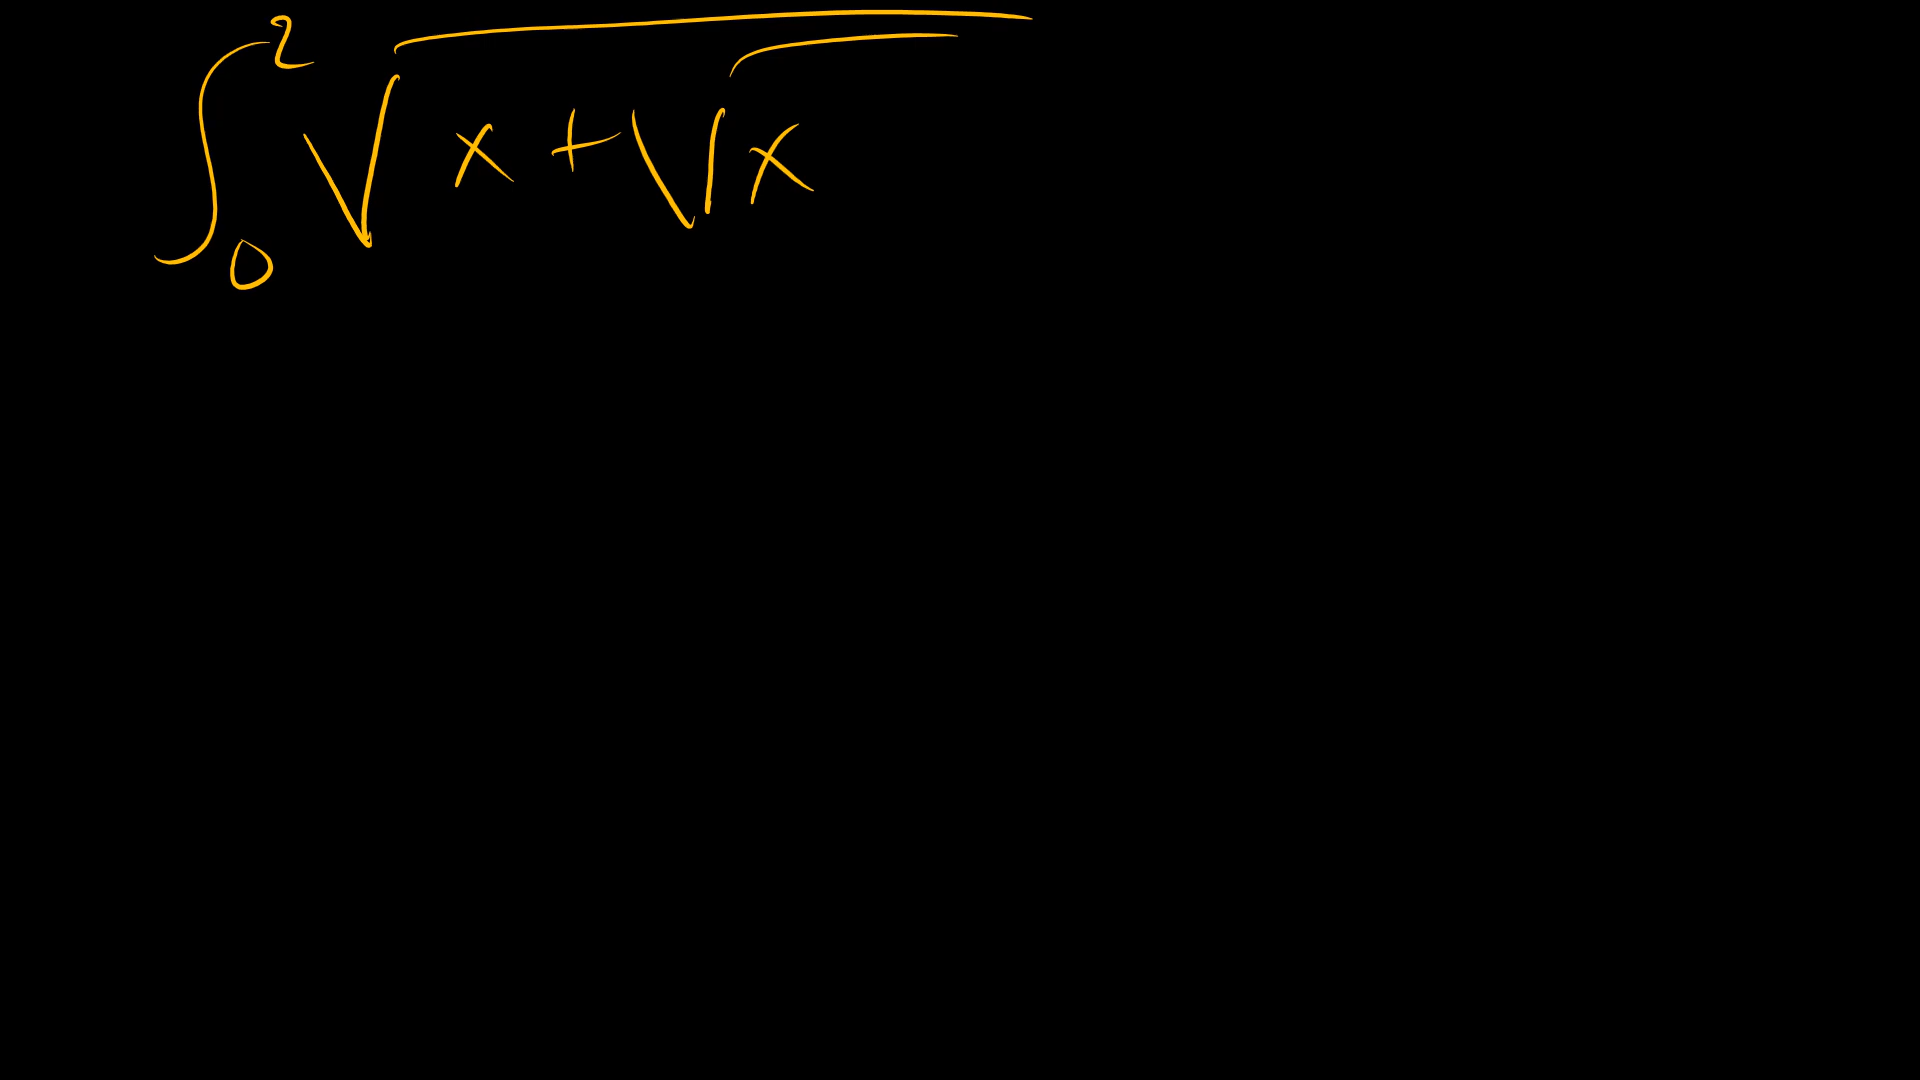 ∫₀² √(x + √x)